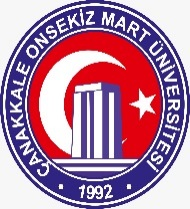 ÇANAKKALE ONSEKİZ MART ÜNİVERSİTESİ
• 1992 •